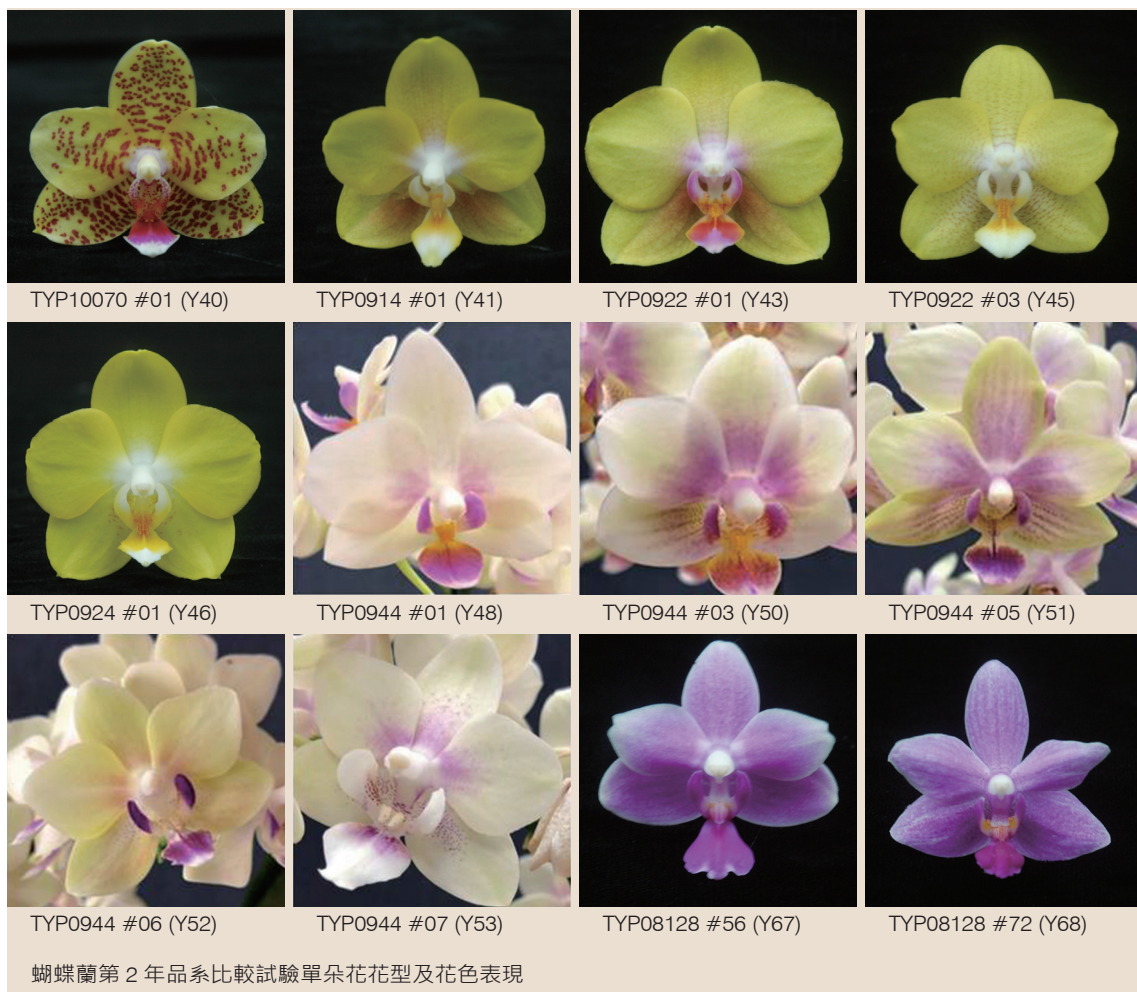 TYP10070 #01 (Y40)
TYP0914 #01 (Y41)
TYP0922 #01 (Y43)
TYP0922 #03 (Y45)
TYP0924 #01 (Y46)
TYP0944 #01 (Y48)
TYP0944 #03 (Y50)
TYP0944 #05 (Y51)
TYP0944 #06 (Y52)
TYP0944 #07 (Y53)
TYP08128 #56 (Y67)
TYP08128 #72 (Y68)
蝴蝶蘭第 2 年品系比較試驗單朵花花型及花色表現